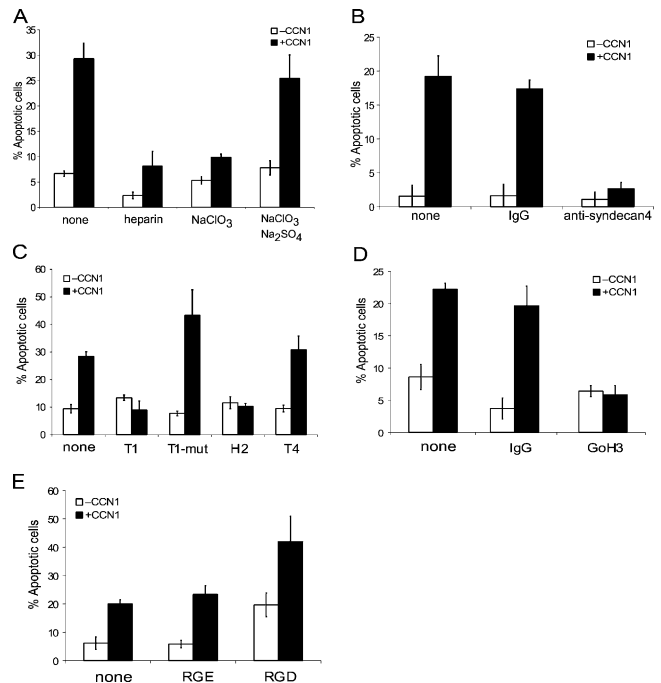 A
% Apoptotic cells
35
30
25
20
15
10
5
0
–CCN1
+CCN1
none heparin NaClO3 NaClO3
Na2SO4
B
% Apoptotic cells
25
20
15
10
5
0
–CCN1
+CCN1
none IgG anti-syndecan4
C
% Apoptotic cells
60
50
40
30
20
10
0
–CCN1
+CCN1
none T1 T1-mut H2 T4
D
% Apoptotic cells
25
20
15
10
5
0
–CCN1
+CCN1
none IgG GoH3
E
% Apoptotic cells
60
50
40
30
20
10
0
–CCN1
+CCN1
none RGE RGD